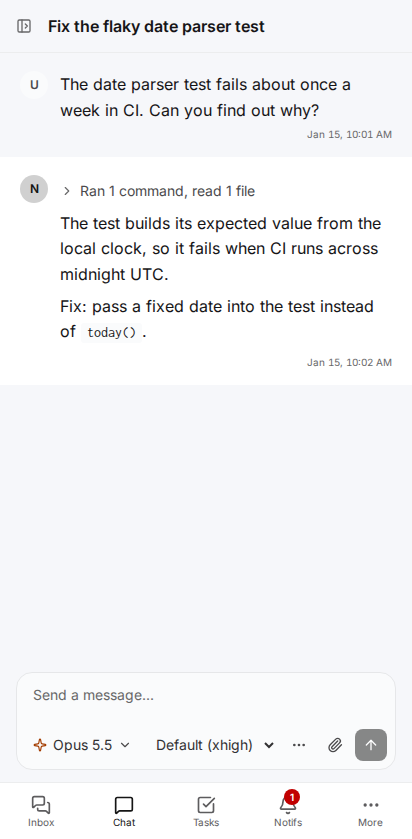 Fix the flaky date parser test
U
The date parser test fails about once a
week in CI. Can you find out why?
Jan 15, 10:01 AM
N
Ran 1 command, read 1 file
The test builds its expected value from the
local clock, so it fails when CI runs across
midnight UTC.
Fix: pass a fixed date into the test instead
of today().
Jan 15, 10:02 AM
Send a message...
Opus 5.5 Default (xhigh)
1
Inbox Chat Tasks Notifs More